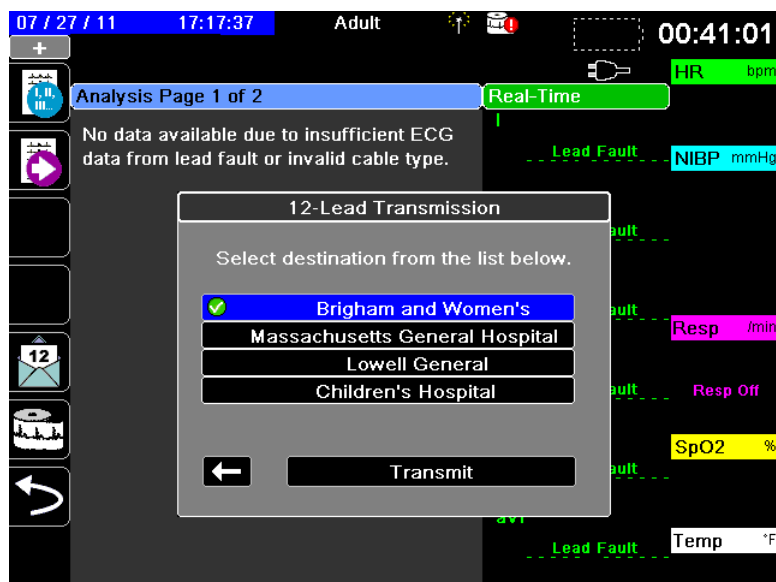 07 / 27 / 11 17:17:37 Adult 00:41:01
+
HR bpm
I, II, III...
Analysis Page 1 of 2 Real-Time
I
No data available due to insufficient ECG
data from lead fault or invalid cable type.
Lead Fault
NIBP mmHg
12-Lead Transmission
ault
Select destination from the list below.
Brigham and Women's
ault
Massachusetts General Hospital
Resp /min
Lowell General
12
Children's Hospital
ault
Resp Off
SpO2 %
Transmit
ault
aVF
Lead Fault
Temp °F